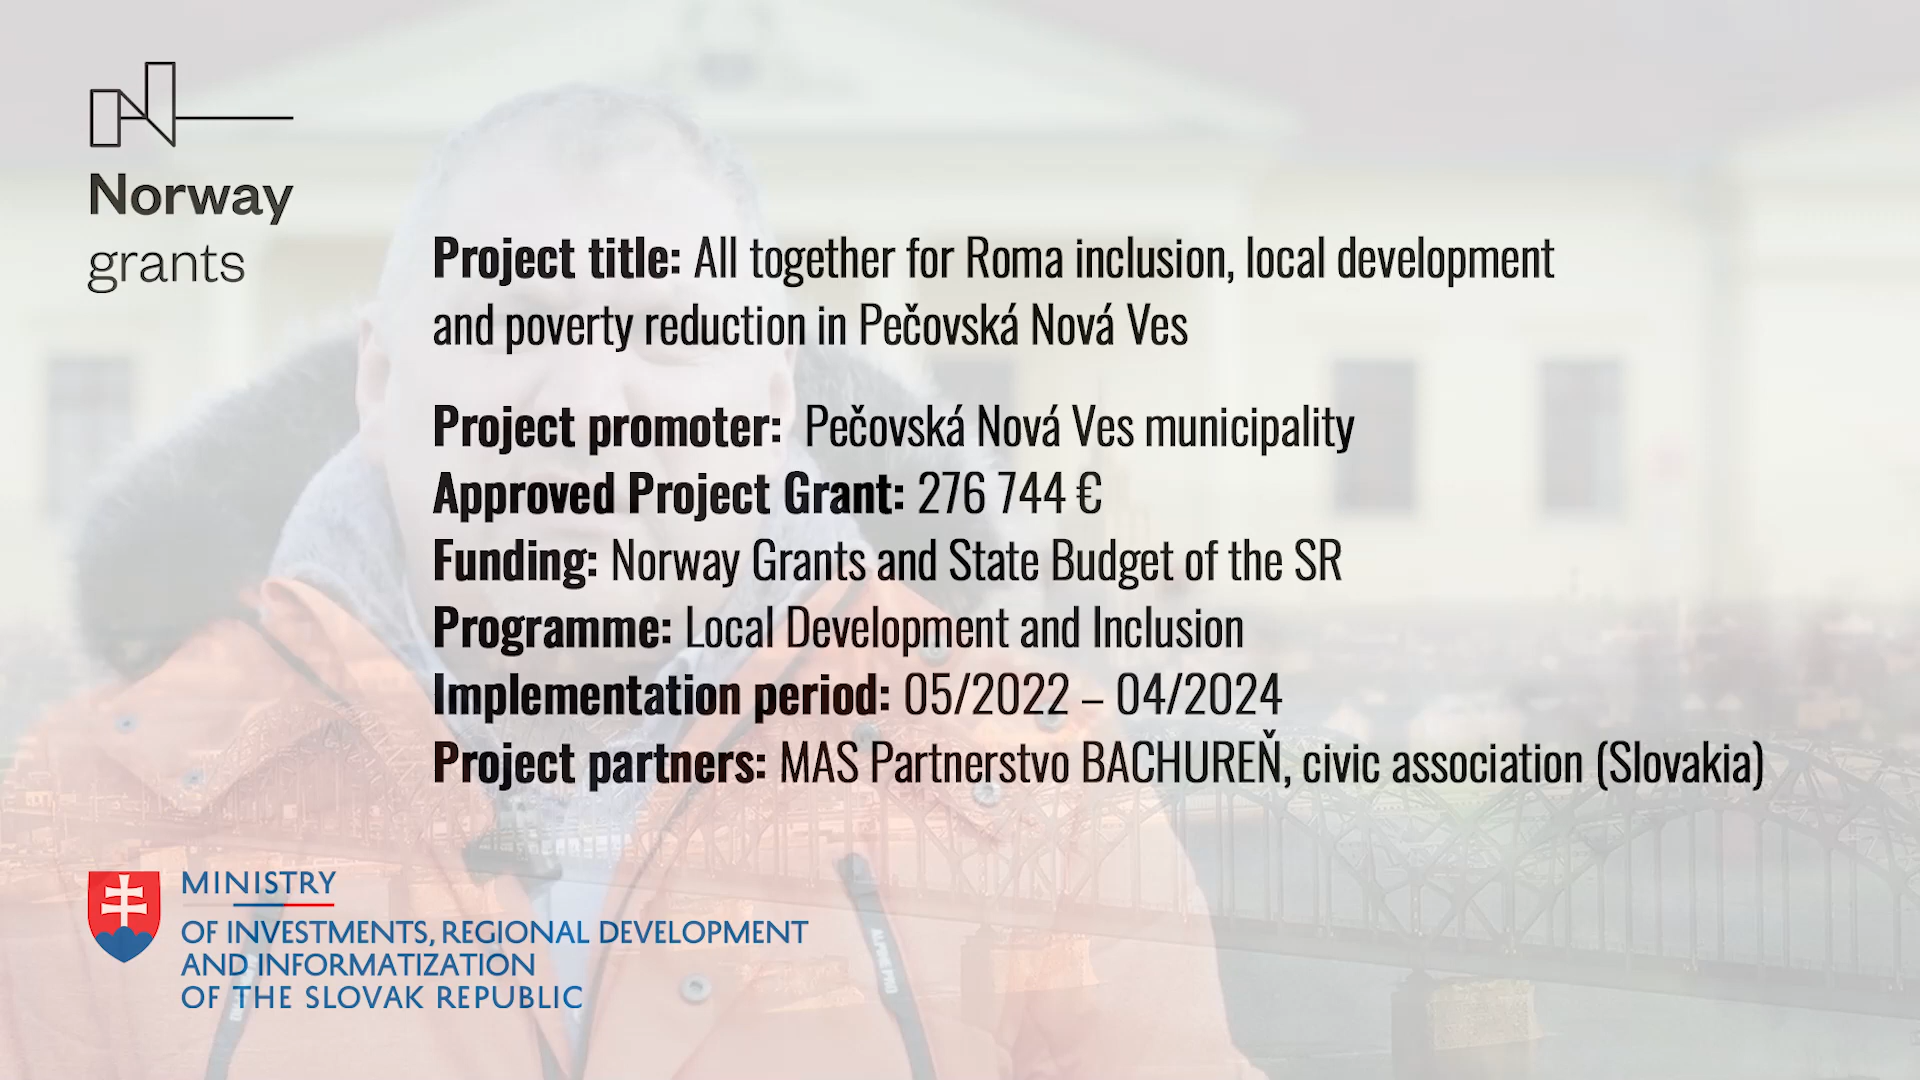 Norway
grants
Project title: All together for Roma inclusion, local development
and poverty reduction in Pečovská Nová Ves
Project promoter: Pečovská Nová Ves municipality
Approved Project Grant: 276 744 €
Funding: Norway Grants and State Budget of the SR
Programme: Local Development and Inclusion
Implementation period: 05/2022 – 04/2024
Project partners: MAS Partnerstvo BACHUREŇ, civic association (Slovakia)
MINISTRY
OF INVESTMENTS, REGIONAL DEVELOPMENT
AND INFORMATIZATION
OF THE SLOVAK REPUBLIC